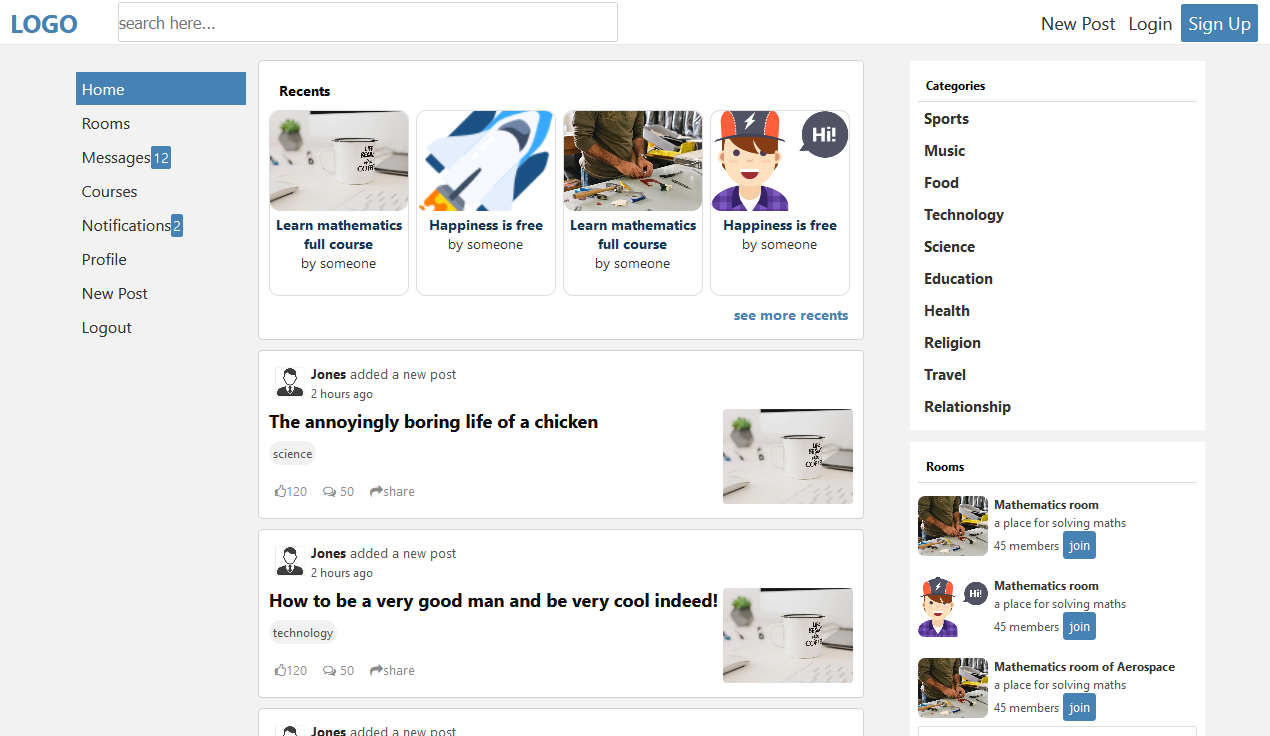 LOGO
search here...
New Post
Login
Sign Up
Home
Rooms
Messages 12
Courses
Notifications 2
Profile
New Post
Logout
Recents
Hi!
Learn mathematics
full course
by someone
Happiness is free
by someone
Learn mathematics
full course
by someone
Happiness is free
by someone
see more recents
Jones added a new post
2 hours ago
The annoyingly boring life of a chicken
science
120
50
share
Jones added a new post
2 hours ago
How to be a very good man and be very cool indeed!
technology
120
50
share
Jones added a new post
Categories
Sports
Music
Food
Technology
Science
Education
Health
Religion
Travel
Relationship
Rooms
Mathematics room
a place for solving maths
45 members join
Hi!
Mathematics room
a place for solving maths
45 members join
Mathematics room of Aerospace
a place for solving maths
45 members join